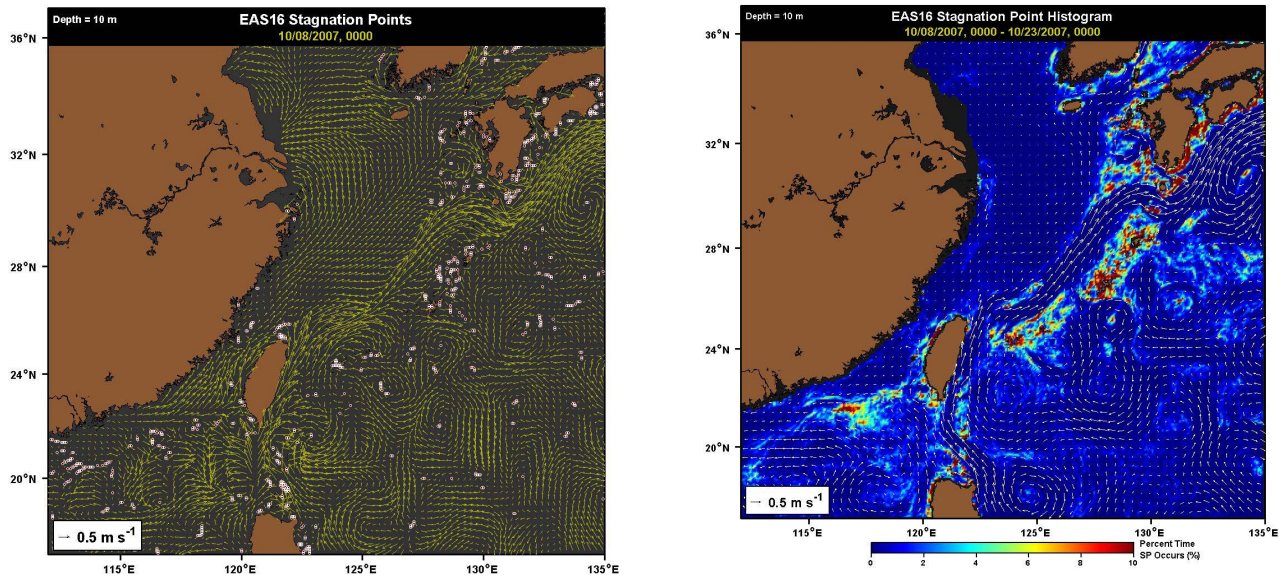 Depth = 10 m
EAS16 Stagnation Points
10/08/2007, 0000
36°N
32°N
28°N
24°N
20°N
0.5 m s-1
115°E
120°E
125°E
130°E
135°E
Depth = 10 m
EAS16 Stagnation Point Histogram
10/08/2007, 0000 - 10/23/2007, 0000
36°N
32°N
28°N
24°N
20°N
0.5 m s-1
115°E
120°E
125°E
130°E
135°E
Percent Time
SP Occurs (%)
0 2 4 6 8 10